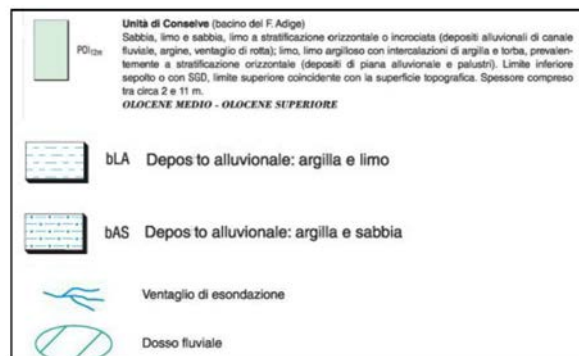 Unità di Conselve (bacino del F. Adige)
Sabbia, limo e sabbia, limo a stratificazione orizzontale o incrociata (depositi alluvionali di canale
fluviale, argine, ventaglio di rotta); limo, limo argilloso con intercalazioni di argilla e torba, prevalen-
temente a stratificazione orizzontale (depositi di piana alluvionale e palustri). Limite inferiore
sepolto o con SGD, limite superiore coincidente con la superficie topografica. Spessore compreso
tra circa 2 e 11 m.
OLOCENE MEDIO - OLOCENE SUPERIORE
POI12m
bLA Depos to alluvionale: argilla e limo
bAS Depos to alluvionale: argilla e sabbia
Ventaglio di esondazione
Dosso fluviale